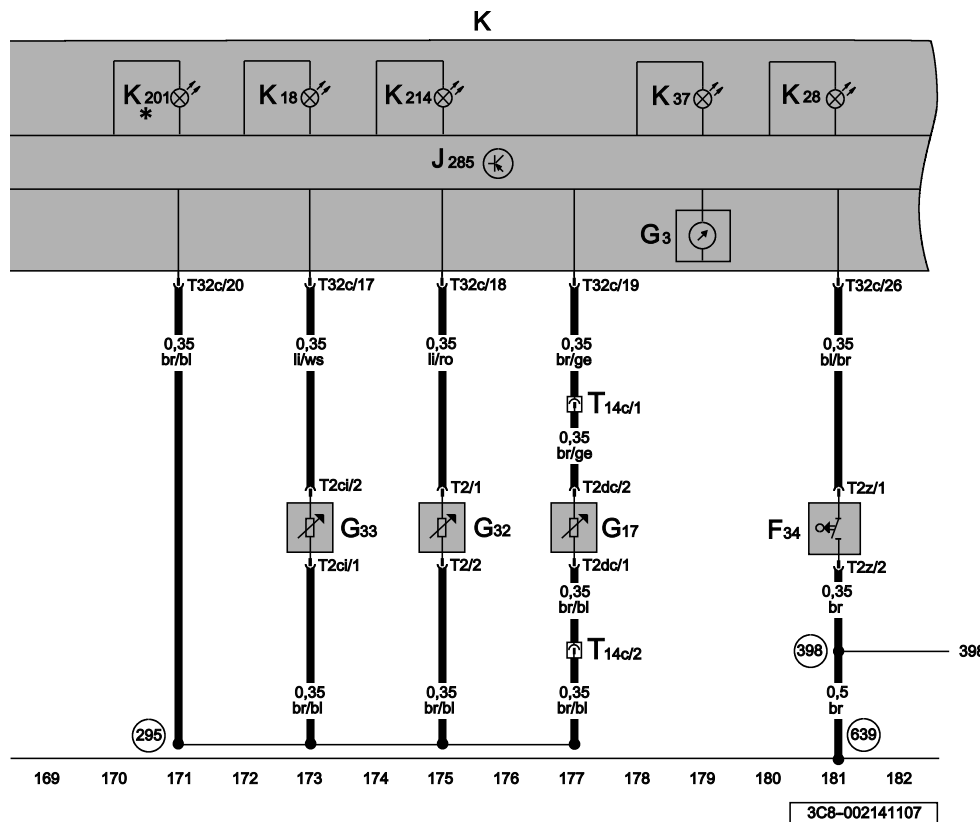 K
K201 K18 K214 K37 K28
*
J285
G3
T32c/20 T32c/17 T32c/18 T32c/19 T32c/26
0,35 0,35 0,35 0,35 0,35
br/bl li/ws li/ro br/ge bl/br
T14c/1
0,35
br/ge
T2ci/2 T2/1 T2dc/2 T2z/1
G33 G32 G17 F34
T2ci/1 T2/2 T2dc/1 T2z/2
0,35 0,35
br/bl br
T14c/2 398 398
0,35 0,35 0,35 0,5
br/bl br/bl br/bl br
295 639
169 170 171 172 173 174 175 176 177 178 179 180 181 182
3C8-002141107